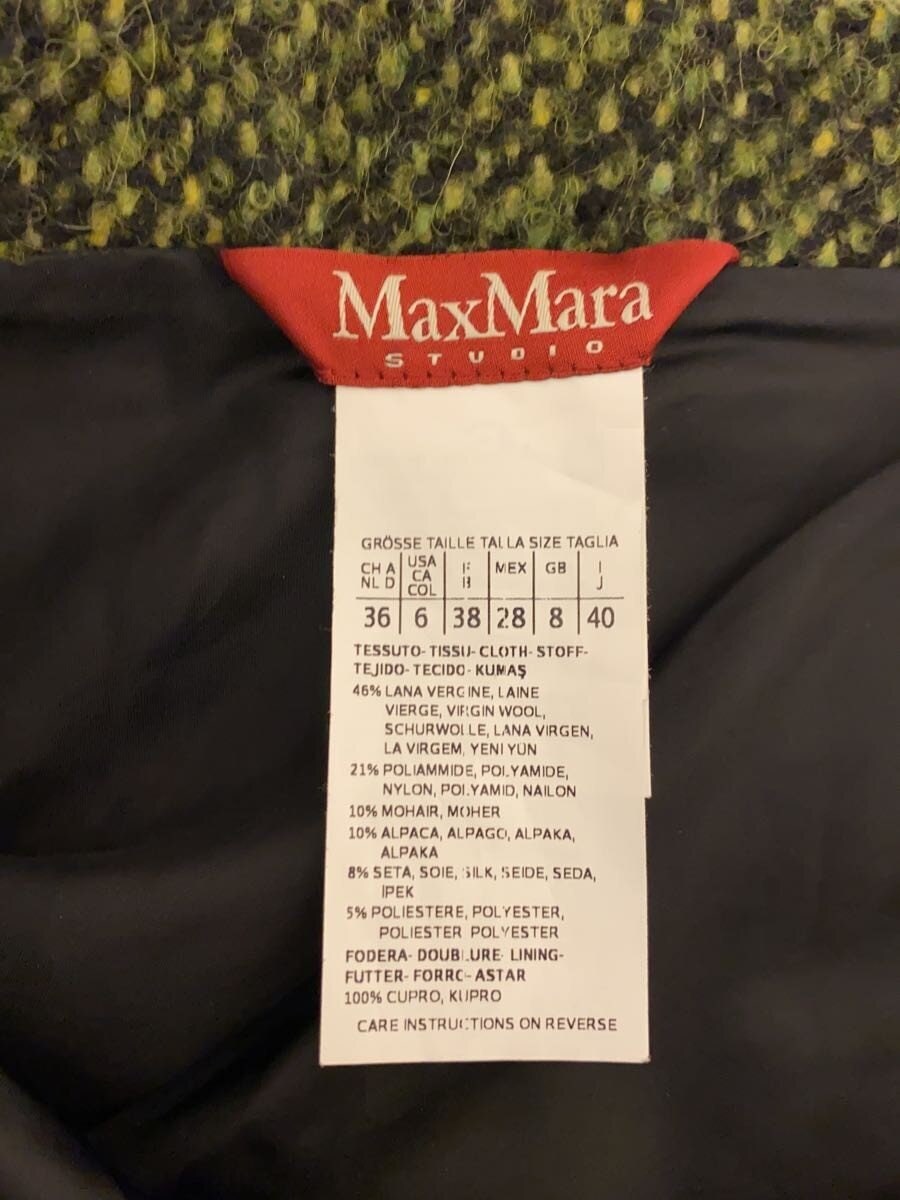 MaxMara
STUDIO
GRÖSSE TAILLE TALLA SIZE TAGLIA
CH A USA F MEX GB I
NL D CA B J
COL
36 6 38 28 8 40
TESSUTO- TISSU- CLOTH- STOFF-
TEJIDO- TECIDO- KUMAŞ
46% LANA VERGINE, LAINE
VIERGE, VIRGIN WOOL,
SCHURWOLLE, LANA VIRGEN,
LA VIRGEM, YENI YÜN
21% POLIAMMIDE, POLYAMIDE,
NYLON, POLYAMID, NAILON
10% MOHAIR, MOHER
10% ALPACA, ALPAGO, ALPAKA,
ALPAKA
8% SETA, SOIE, SILK, SEIDE, SEDA,
IPEK
5% POLIESTERE, POLYESTER,
POLIESTER POLYESTER
FODERA- DOUBLURE- LINING-
FUTTER- FORRO- ASTAR
100% CUPRO, KUPRO
CARE INSTRUCTIONS ON REVERSE